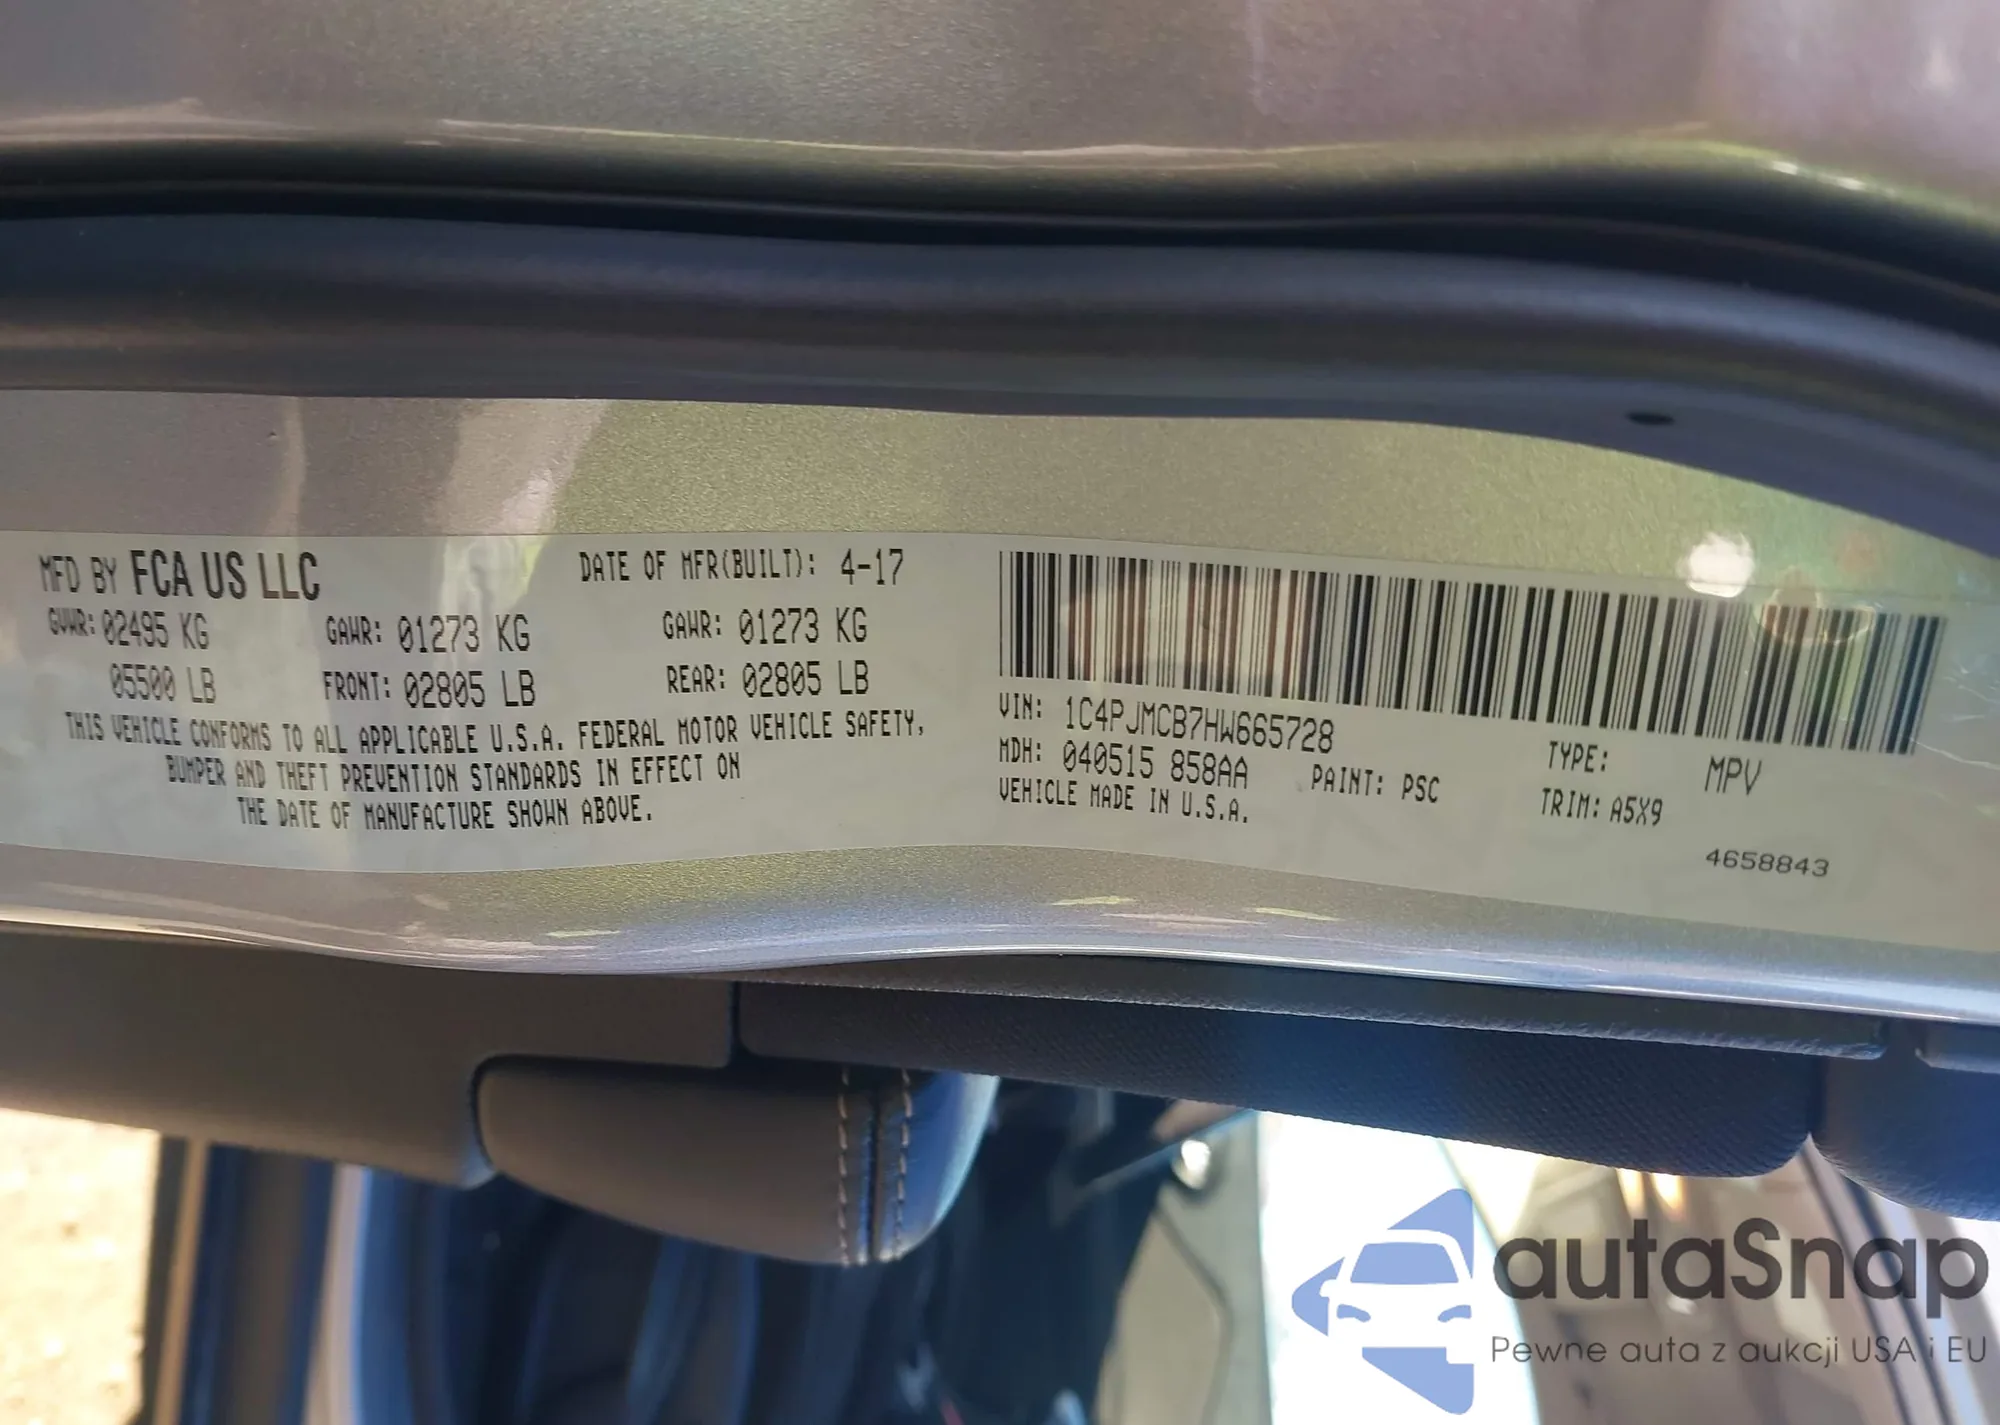 MFD BY FCA US LLC DATE OF MFR(BUILT): 4-17
GVWR: 02495 KG GAWR: 01273 KG GAWR: 01273 KG
05500 LB FRONT: 02805 LB REAR: 02805 LB
THIS VEHICLE CONFORMS TO ALL APPLICABLE U.S.A. FEDERAL MOTOR VEHICLE SAFETY,
BUMPER AND THEFT PREVENTION STANDARDS IN EFFECT ON
THE DATE OF MANUFACTURE SHOWN ABOVE.
VIN: 1C4PJMCB7HW665728
MDH: 040515 858AA PAINT: PSC
VEHICLE MADE IN U.S.A.
TYPE: MPV
TRIM: A5X9
4658843
autaSnap
Pewne auta z aukcji USA i EU